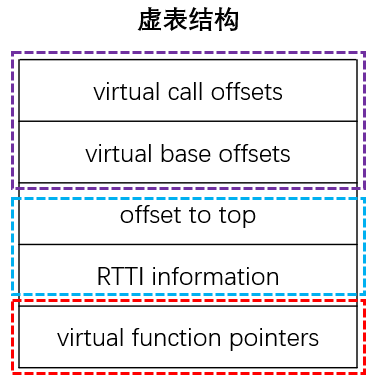 虚表结构
virtual call offsets
virtual base offsets
offset to top
RTTI information
virtual function pointers